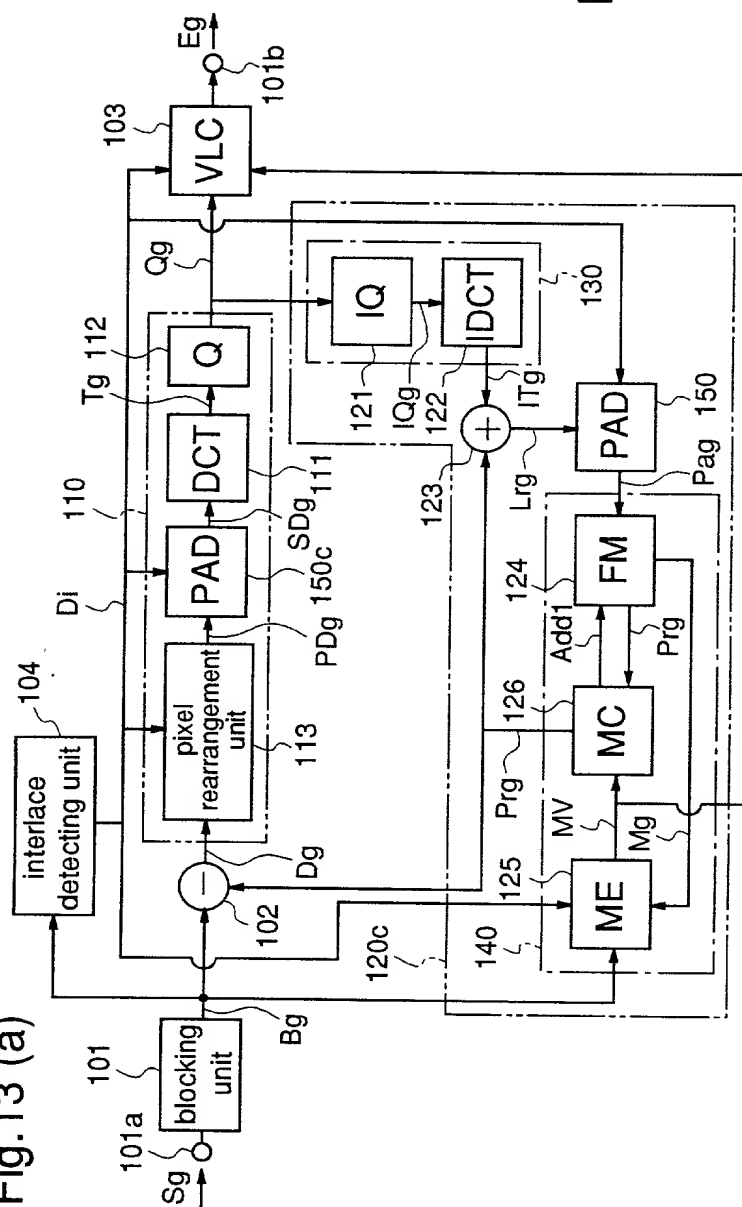 Fig.13 (a)
Sg
101a
101
blocking
unit
Bg
104
interlace
detecting unit
Di
102
Dg
110
pixel
rearrangement
unit
113
PDg
PAD
150c
SDg
DCT
111
Tg
112
Q
Qg
103
VLC
Eg
101b
120c
130
IQ
121
IQg
IDCT
122
ITg
123
Lrg
PAD
150
Pag
140
ME
125
MV
Mg
MC
126
Prg
Add1
Prg
FM
124